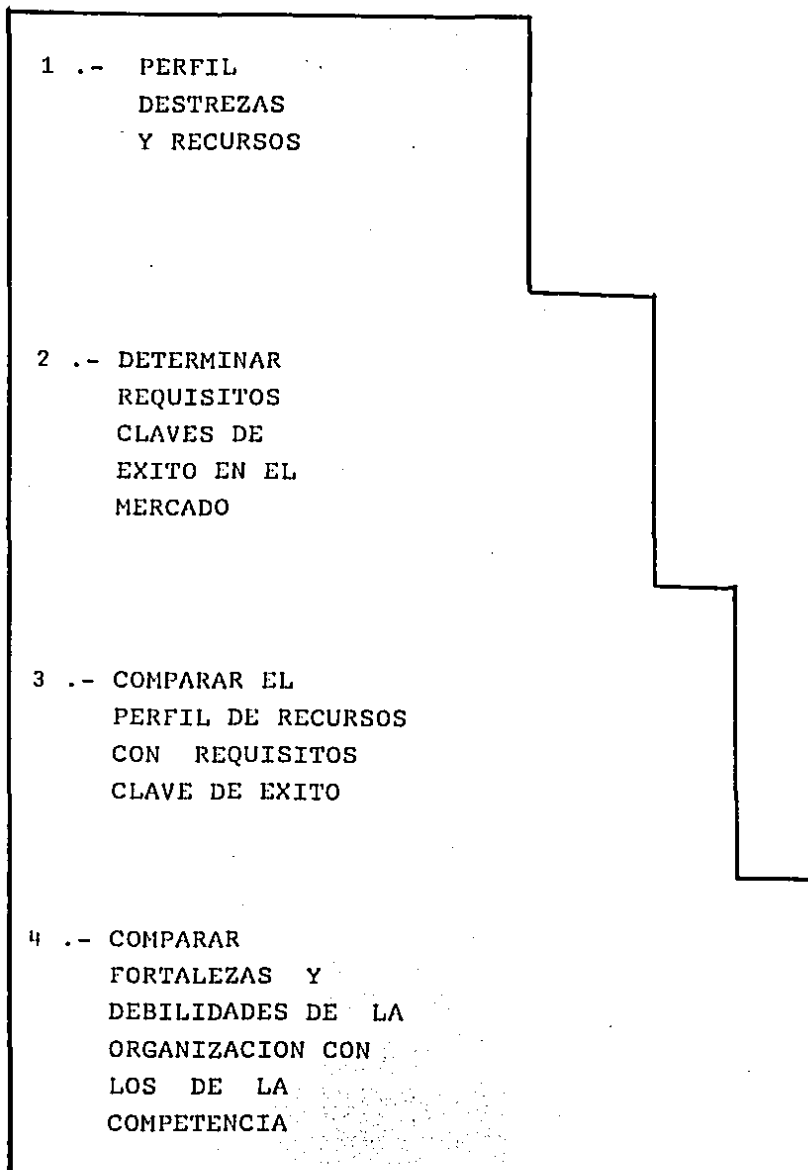 1 .- PERFIL
DESTREZAS
Y RECURSOS
2 .- DETERMINAR
REQUISITOS
CLAVES DE
EXITO EN EL
MERCADO
3 .- COMPARAR EL
PERFIL DE RECURSOS
CON REQUISITOS
CLAVE DE EXITO
4 .- COMPARAR
FORTALEZAS Y
DEBILIDADES DE LA
ORGANIZACION CON
LOS DE LA
COMPETENCIA